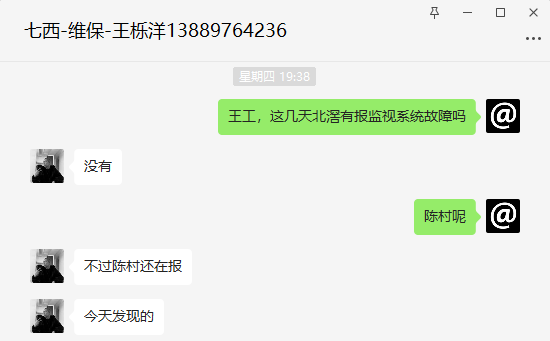 七西-维保-王栎洋13889764236
星期四 19:38
王工，这几天北滘有报监视系统故障吗
没有
陈村呢
不过陈村还在报
今天发现的